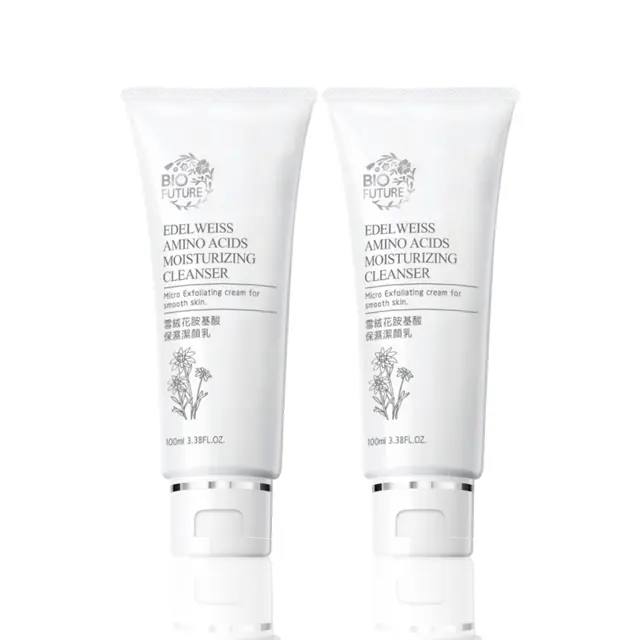 BIO
FUTURE
EDELWEISS
AMINO ACIDS
MOISTURIZING
CLEANSER
Micro Exfoliating cream for
smooth skin.
雪絨花胺基酸
保濕潔顏乳
100ml 3.38FL.OZ.
BIO
FUTURE
EDELWEISS
AMINO ACIDS
MOISTURIZING
CLEANSER
Micro Exfoliating cream for
smooth skin.
雪絨花胺基酸
保濕潔顏乳
100ml 3.38FL.OZ.